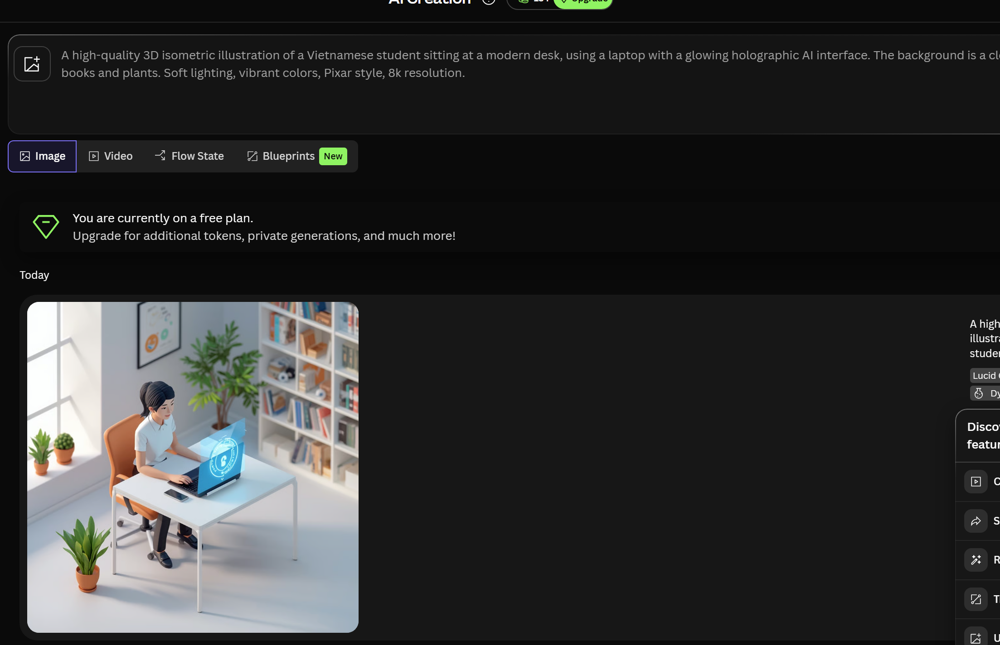 AI Creation
Upgrade
A high-quality 3D isometric illustration of a Vietnamese student sitting at a modern desk, using a laptop with a glowing holographic AI interface. The background is a
books and plants. Soft lighting, vibrant colors, Pixar style, 8k resolution.
Image
Video
Flow State
Blueprints
New
You are currently on a free plan.
Upgrade for additional tokens, private generations, and much more!
Today
A high
illustra
studen
Lucid
Dy
Discov
featur
C
S
R
T
U